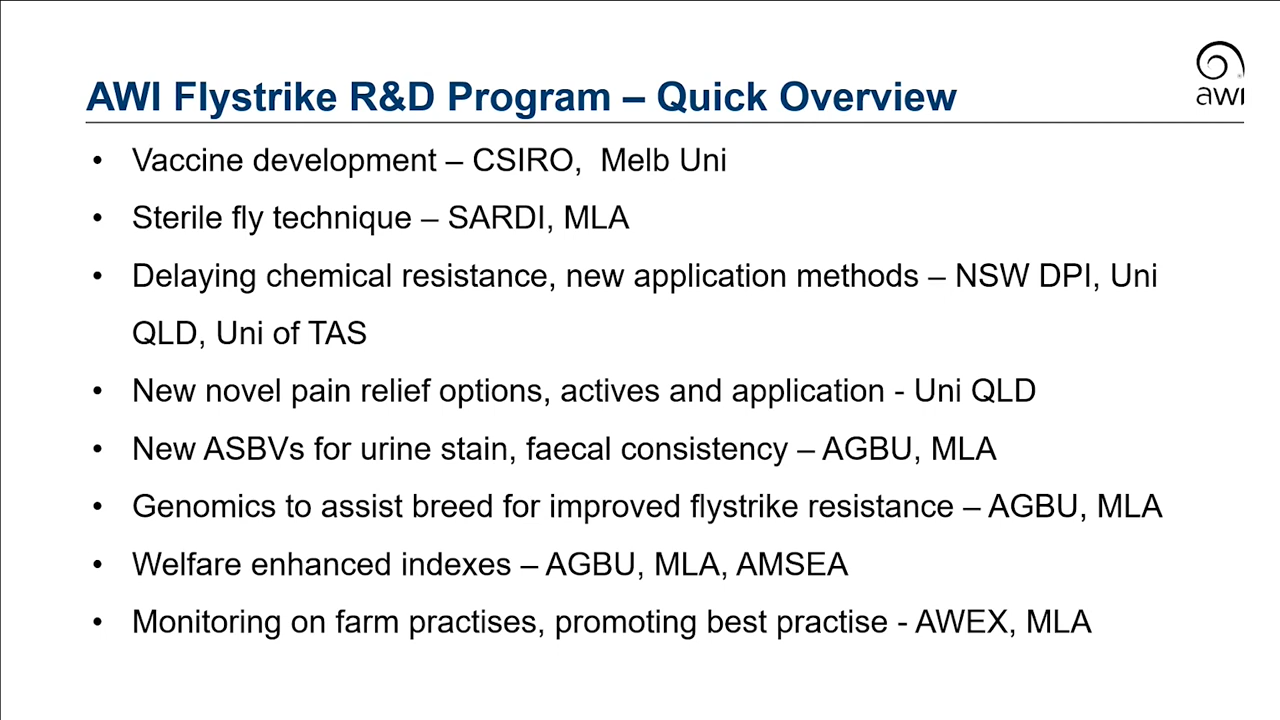 AWI Flystrike R&D Program – Quick Overview
awı
• Vaccine development – CSIRO,  Melb Uni
• Sterile fly technique – SARDI, MLA
• Delaying chemical resistance, new application methods – NSW DPI, Uni
QLD, Uni of TAS
• New novel pain relief options, actives and application - Uni QLD
• New ASBVs for urine stain, faecal consistency – AGBU, MLA
• Genomics to assist breed for improved flystrike resistance – AGBU, MLA
• Welfare enhanced indexes – AGBU, MLA, AMSEA
• Monitoring on farm practises, promoting best practise - AWEX, MLA